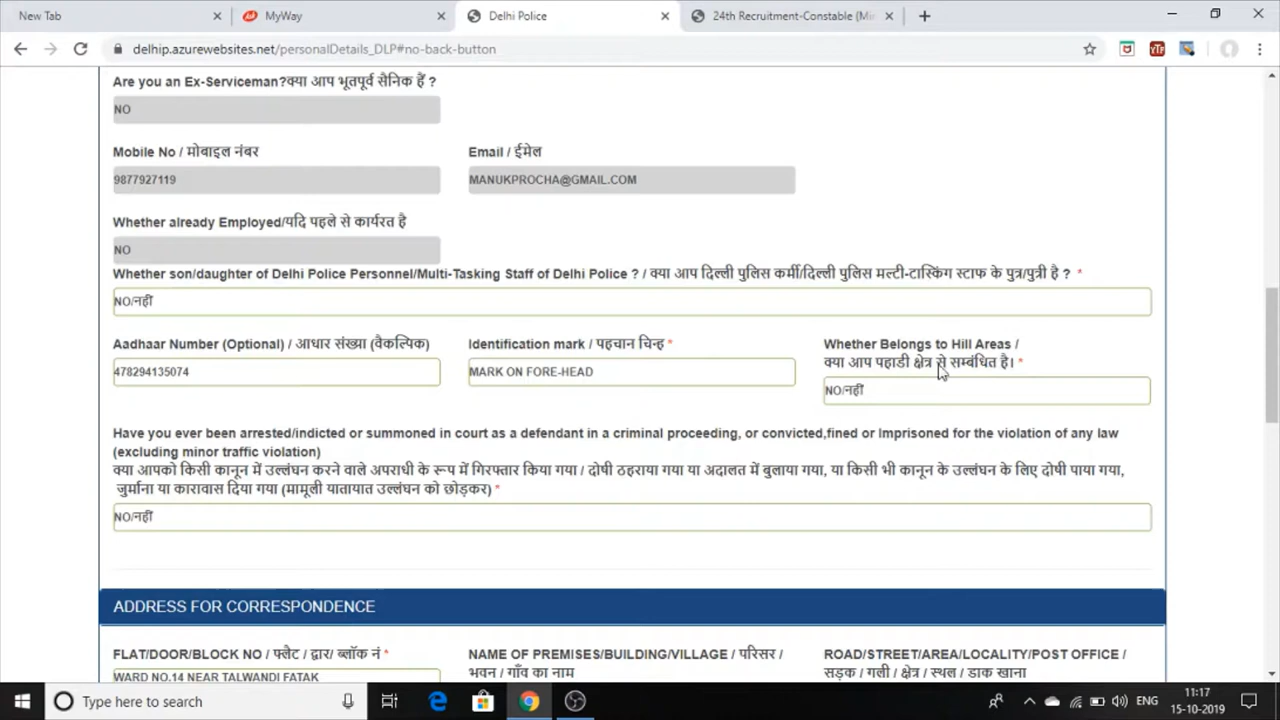 New Tab
MyWay
Delhi Police
24th Recruitment-Constable (Mi
delhip.azurewebsites.net/personalDetails_DLP#no-back-button
Are you an Ex-Serviceman?क्या आप भूतपूर्व सैनिक हैं ?
NO
Mobile No / मोबाइल नंबर
Email / ईमेल
9877927119
MANUKPROCHA@GMAIL.COM
Whether already Employed/यदि पहले से कार्यरत है
NO
Whether son/daughter of Delhi Police Personnel/Multi-Tasking Staff of Delhi Police ? / क्या आप दिल्ली पुलिस कर्मी/दिल्ली पुलिस मल्टी-टास्किंग स्टाफ के पुत्र/पुत्री है ? *
NO/नहीं
Aadhaar Number (Optional) / आधार संख्या (वैकल्पिक)
Identification mark / पहचान चिन्ह *
Whether Belongs to Hill Areas /
क्या आप पहाडी क्षेत्र से सम्बंधित है। *
478294135074
MARK ON FORE-HEAD
NO/नहीं
Have you ever been arrested/indicted or summoned in court as a defendant in a criminal proceeding, or convicted,fined or Imprisoned for the violation of any law
(excluding minor traffic violation)
क्या आपको किसी कानून में उल्लंघन करने वाले अपराधी के रूप में गिरफ्तार किया गया / दोषी ठहराया गया या अदालत में बुलाया गया, या किसी भी कानून के उल्लंघन के लिए दोषी पाया गया,
जुर्माना या कारावास दिया गया (मामूली यातायात उल्लंघन को छोड़कर) *
NO/नहीं
ADDRESS FOR CORRESPONDENCE
FLAT/DOOR/BLOCK NO / फ्लैट / द्वार/ ब्लॉक नं *
NAME OF PREMISES/BUILDING/VILLAGE / परिसर /
भवन / गाँव का नाम
ROAD/STREET/AREA/LOCALITY/POST OFFICE /
सड़क / गली / क्षेत्र / स्थल / डाक खाना
WARD NO.14 NEAR TALWANDI FATAK
Type here to search
ENG
11:17
15-10-2019